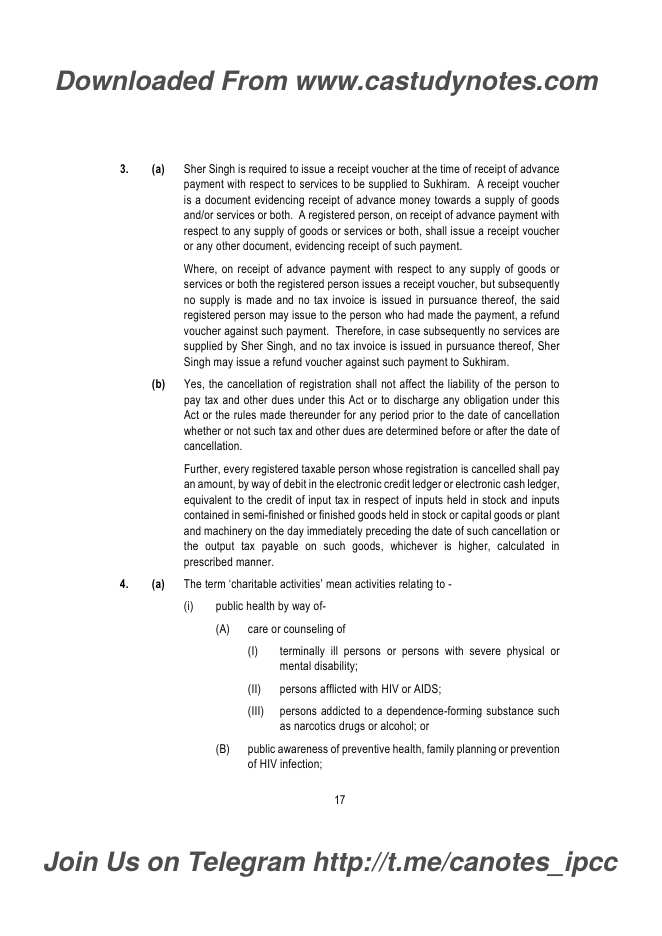 Downloaded From www.castudynotes.com
3. (a) Sher Singh is required to issue a receipt voucher at the time of receipt of advance
payment with respect to services to be supplied to Sukhiram. A receipt voucher
is a document evidencing receipt of advance money towards a supply of goods
and/or services or both. A registered person, on receipt of advance payment with
respect to any supply of goods or services or both, shall issue a receipt voucher
or any other document, evidencing receipt of such payment.
Where, on receipt of advance payment with respect to any supply of goods or
services or both the registered person issues a receipt voucher, but subsequently
no supply is made and no tax invoice is issued in pursuance thereof, the said
registered person may issue to the person who had made the payment, a refund
voucher against such payment. Therefore, in case subsequently no services are
supplied by Sher Singh, and no tax invoice is issued in pursuance thereof, Sher
Singh may issue a refund voucher against such payment to Sukhiram.
(b) Yes, the cancellation of registration shall not affect the liability of the person to
pay tax and other dues under this Act or to discharge any obligation under this
Act or the rules made thereunder for any period prior to the date of cancellation
whether or not such tax and other dues are determined before or after the date of
cancellation.
Further, every registered taxable person whose registration is cancelled shall pay
an amount, by way of debit in the electronic credit ledger or electronic cash ledger,
equivalent to the credit of input tax in respect of inputs held in stock and inputs
contained in semi-finished or finished goods held in stock or capital goods or plant
and machinery on the day immediately preceding the date of such cancellation or
the output tax payable on such goods, whichever is higher, calculated in
prescribed manner.
4. (a) The term ‘charitable activities’ mean activities relating to -
(i) public health by way of-
(A) care or counseling of
(I) terminally ill persons or persons with severe physical or
mental disability;
(II) persons afflicted with HIV or AIDS;
(III) persons addicted to a dependence-forming substance such
as narcotics drugs or alcohol; or
(B) public awareness of preventive health, family planning or prevention
of HIV infection;
17
Join Us on Telegram http://t.me/canotes_ipcc